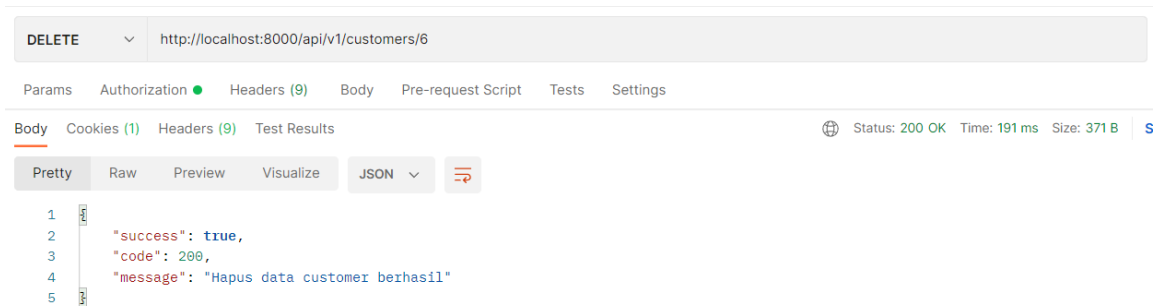 DELETE http://localhost:8000/api/v1/customers/6
Params Authorization Headers (9) Body Pre-request Script Tests Settings
Body Cookies (1) Headers (9) Test Results Status: 200 OK Time: 191 ms Size: 371 B S
Pretty Raw Preview Visualize JSON
1 {
2 "success": true,
3 "code": 200,
4 "message": "Hapus data customer berhasil"
5 }